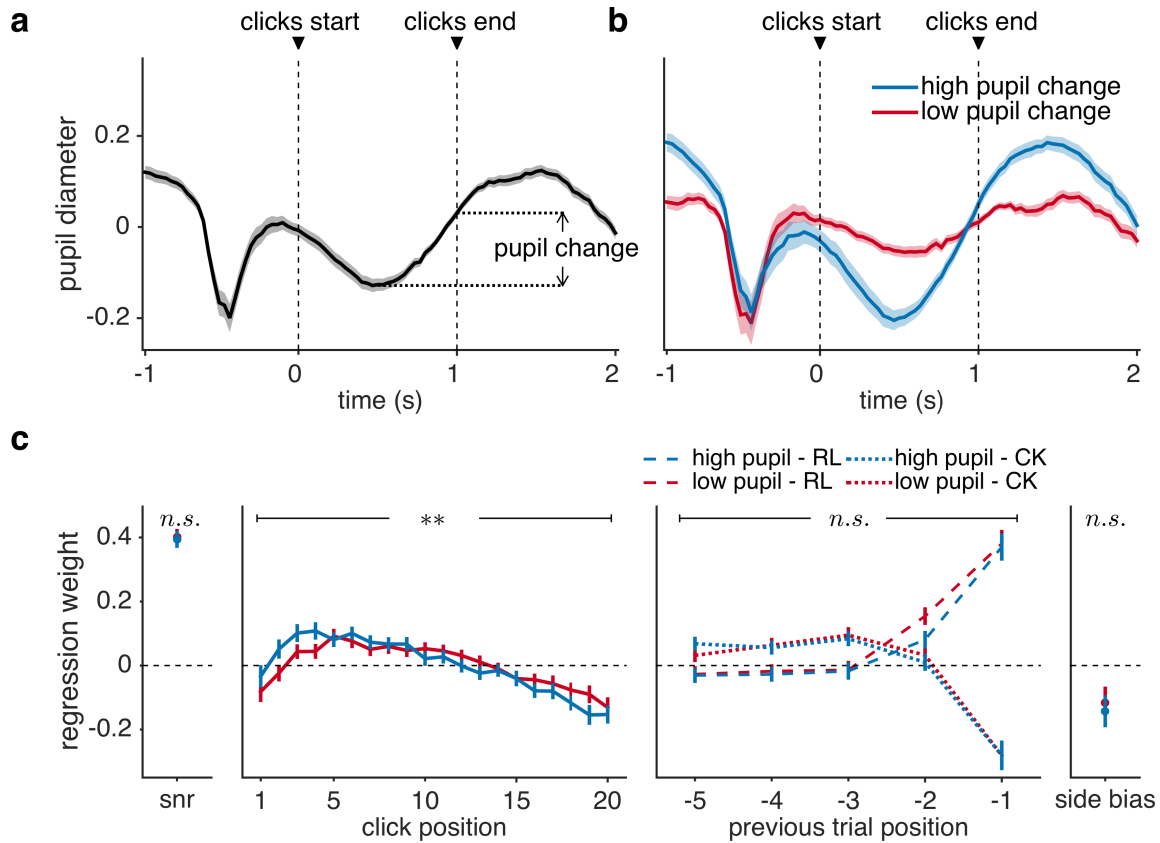 a
clicks start
clicks end
pupil diameter
0.2
0
-0.2
pupil change
-1
0
1
2
time (s)
b
clicks start
clicks end
high pupil change
low pupil change
-1
0
1
2
time (s)
c
high pupil - RL
high pupil - CK
low pupil - RL
low pupil - CK
regression weight
0.4
0.2
0
-0.2
n.s.
snr
**
1
5
10
15
20
click position
n.s.
-5
-4
-3
-2
-1
previous trial position
n.s.
side bias